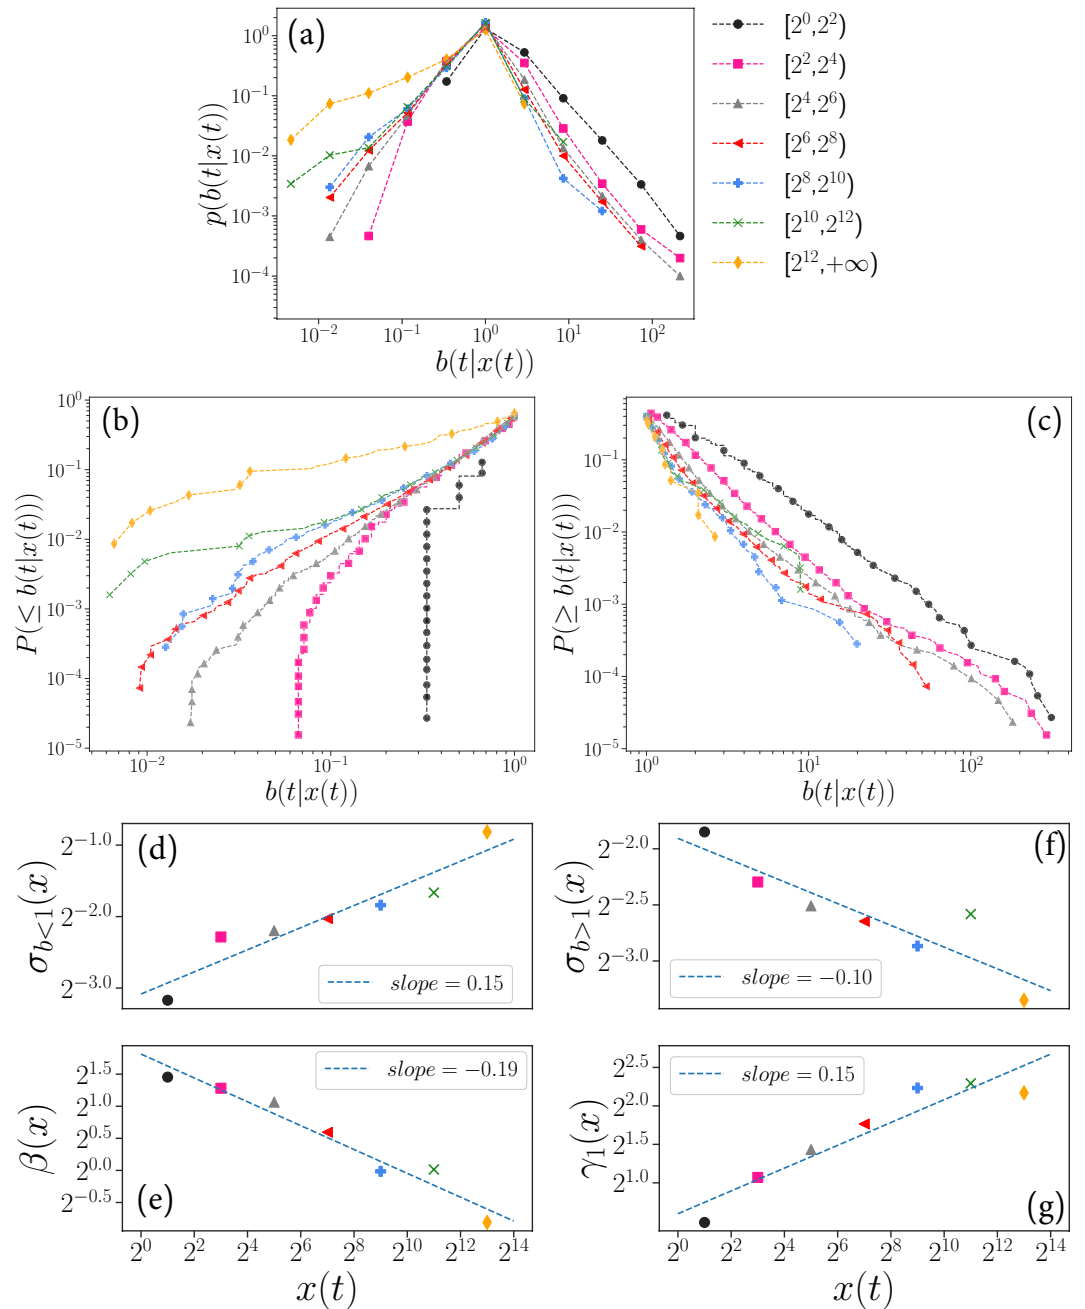 (a)
10^0
10^{-1}
10^{-2}
10^{-3}
10^{-4}
p(b(t|x(t))
10^{-2} 10^{-1} 10^0 10^1 10^2
b(t|x(t))
[2^0,2^2)
[2^2,2^4)
[2^4,2^6)
[2^6,2^8)
[2^8,2^{10})
[2^{10},2^{12})
[2^{12},+∞)
(b)
10^0
10^{-1}
10^{-2}
10^{-3}
10^{-4}
10^{-5}
P(≤ b(t|x(t)))
10^{-2} 10^{-1} 10^0
b(t|x(t))
(c)
10^{-1}
10^{-2}
10^{-3}
10^{-4}
10^{-5}
P(≥ b(t|x(t)))
10^0 10^1 10^2
b(t|x(t))
(d)
2^{-1.0}
2^{-2.0}
2^{-3.0}
σ_{b<1}(x)
slope = 0.15
(f)
2^{-2.0}
2^{-2.5}
2^{-3.0}
σ_{b>1}(x)
slope = −0.10
2^{1.5}
2^{1.0}
2^{0.5}
2^{0.0}
2^{-0.5}
β(x)
slope = −0.19
(e)
2^0 2^2 2^4 2^6 2^8 2^{10} 2^{12} 2^{14}
x(t)
2^{2.5}
2^{2.0}
2^{1.5}
2^{1.0}
γ_1(x)
slope = 0.15
(g)
2^0 2^2 2^4 2^6 2^8 2^{10} 2^{12} 2^{14}
x(t)